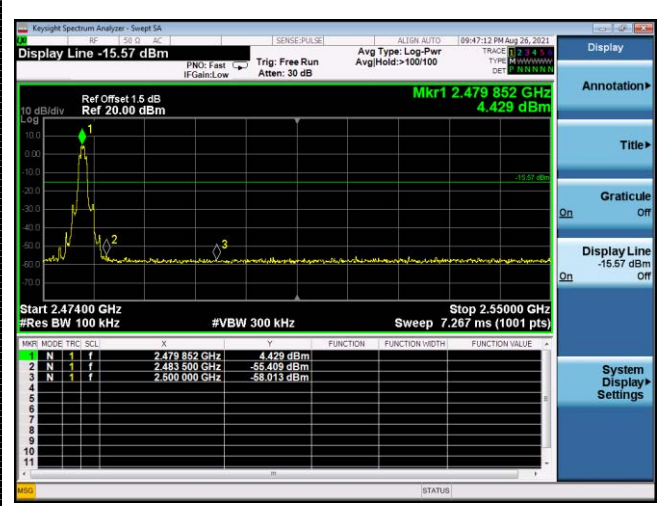 Keysight Spectrum Analyzer - Swept SA
RF 50 Ω AC SENSE:PULSE ALIGN AUTO 09:47:12 PM Aug 26, 2021
Display Line -15.57 dBm
PNO: Fast
IFGain:Low
Trig: Free Run
Atten: 30 dB
Avg Type: Log-Pwr
Avg|Hold:>100/100
TRACE 1 2 3 4 5 6
TYPE M WWWWW
DET P N N N N N
Display
Annotation
Title
Graticule
On Off
Display Line
-15.57 dBm
On Off
System
Display
Settings
Mkr1 2.479 852 GHz
4.429 dBm
Ref Offset 1.5 dB
10 dB/div Ref 20.00 dBm
Log
10.0
0.00
-10.0
-20.0
-30.0
-40.0
-50.0
-60.0
-70.0
1
2
3
-15.57 dBm
Start 2.47400 GHz Stop 2.55000 GHz
#Res BW 100 kHz #VBW 300 kHz Sweep 7.267 ms (1001 pts)
MKR MODE TRC SCL X Y FUNCTION FUNCTION WIDTH FUNCTION VALUE
1 N 1 f 2.479 852 GHz 4.429 dBm
2 N 1 f 2.483 500 GHz -55.409 dBm
3 N 1 f 2.500 000 GHz -58.013 dBm
4
5
6
7
8
9
10
11
MSG STATUS